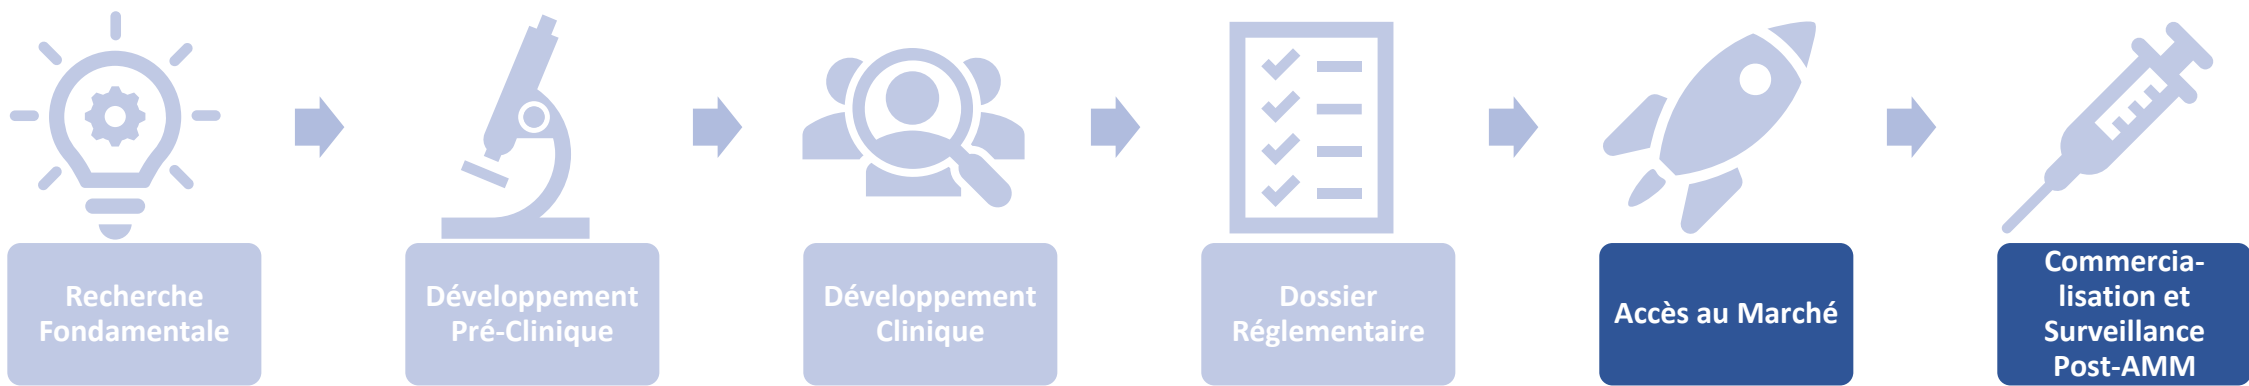 Recherche
Fondamentale
Développement
Pré-Clinique
Développement
Clinique
Dossier
Réglementaire
Accès au Marché
Commercia-
lisation et
Surveillance
Post-AMM